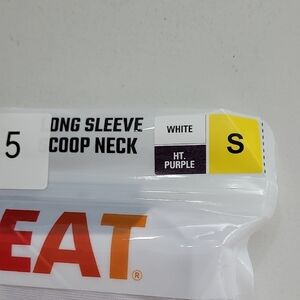 5
ONG SLEEVE
COOP NECK
WHITE
HT.
PURPLE
S
EAT®